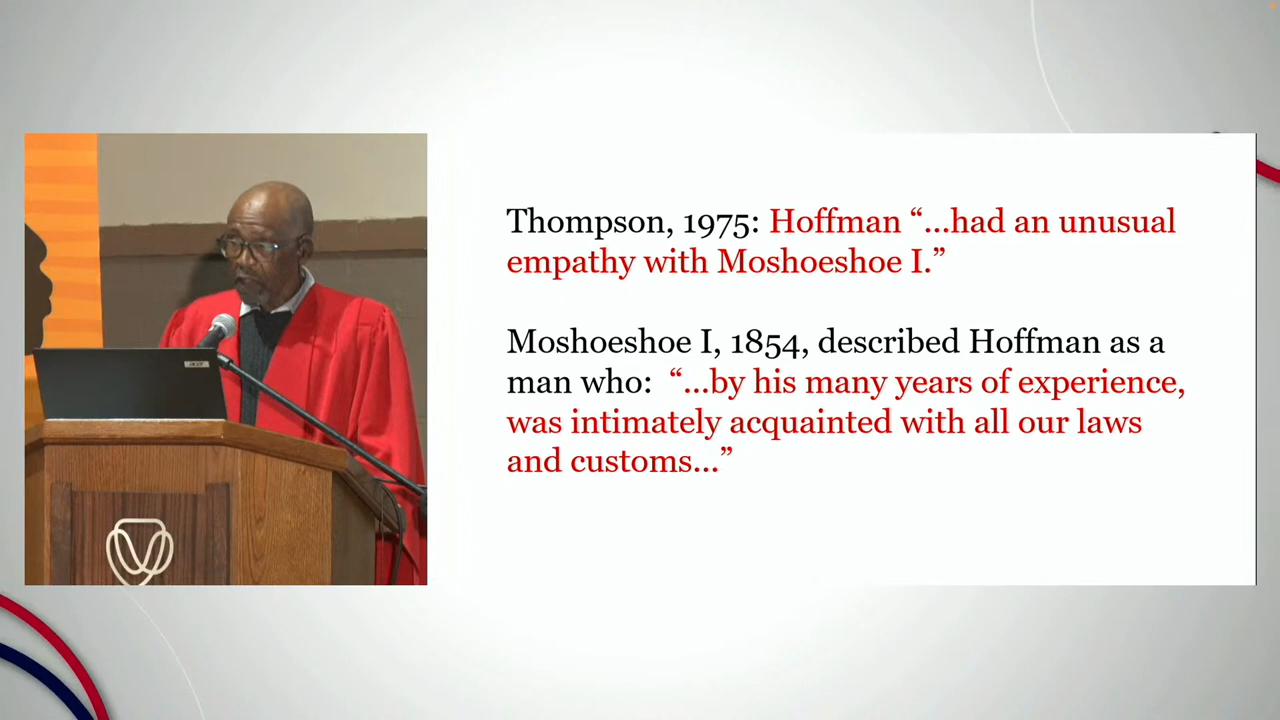 Thompson, 1975: Hoffman “...had an unusual
empathy with Moshoeshoe I.”
Moshoeshoe I, 1854, described Hoffman as a
man who: “...by his many years of experience,
was intimately acquainted with all our laws
and customs...”
acer